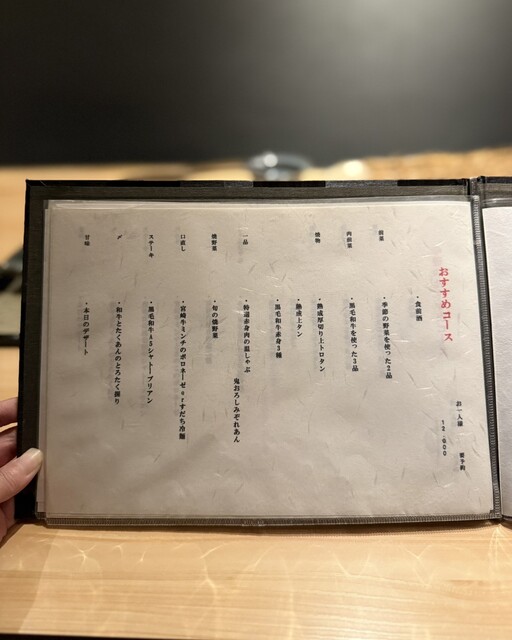 おすすめコース
お一人様 要予約
12,000
・食前酒
前菜 ・季節の野菜を使った2品
肉前菜 ・黒毛和牛を使った3品
焼物 ・熟成厚切り上トロタン
・熟成上タン
・黒毛和牛赤身3種
一品 ・特選赤身肉の温しゃぶ 鬼おろしみぞれあん
焼野菜 ・旬の焼野菜
口直し ・宮崎牛ミンチのボロネーゼ orすだち冷麺
ステーキ ・黒毛和牛A5シャトーブリアン
〆 ・和牛とたくあんのとろたく握り
甘味 ・本日のデザート